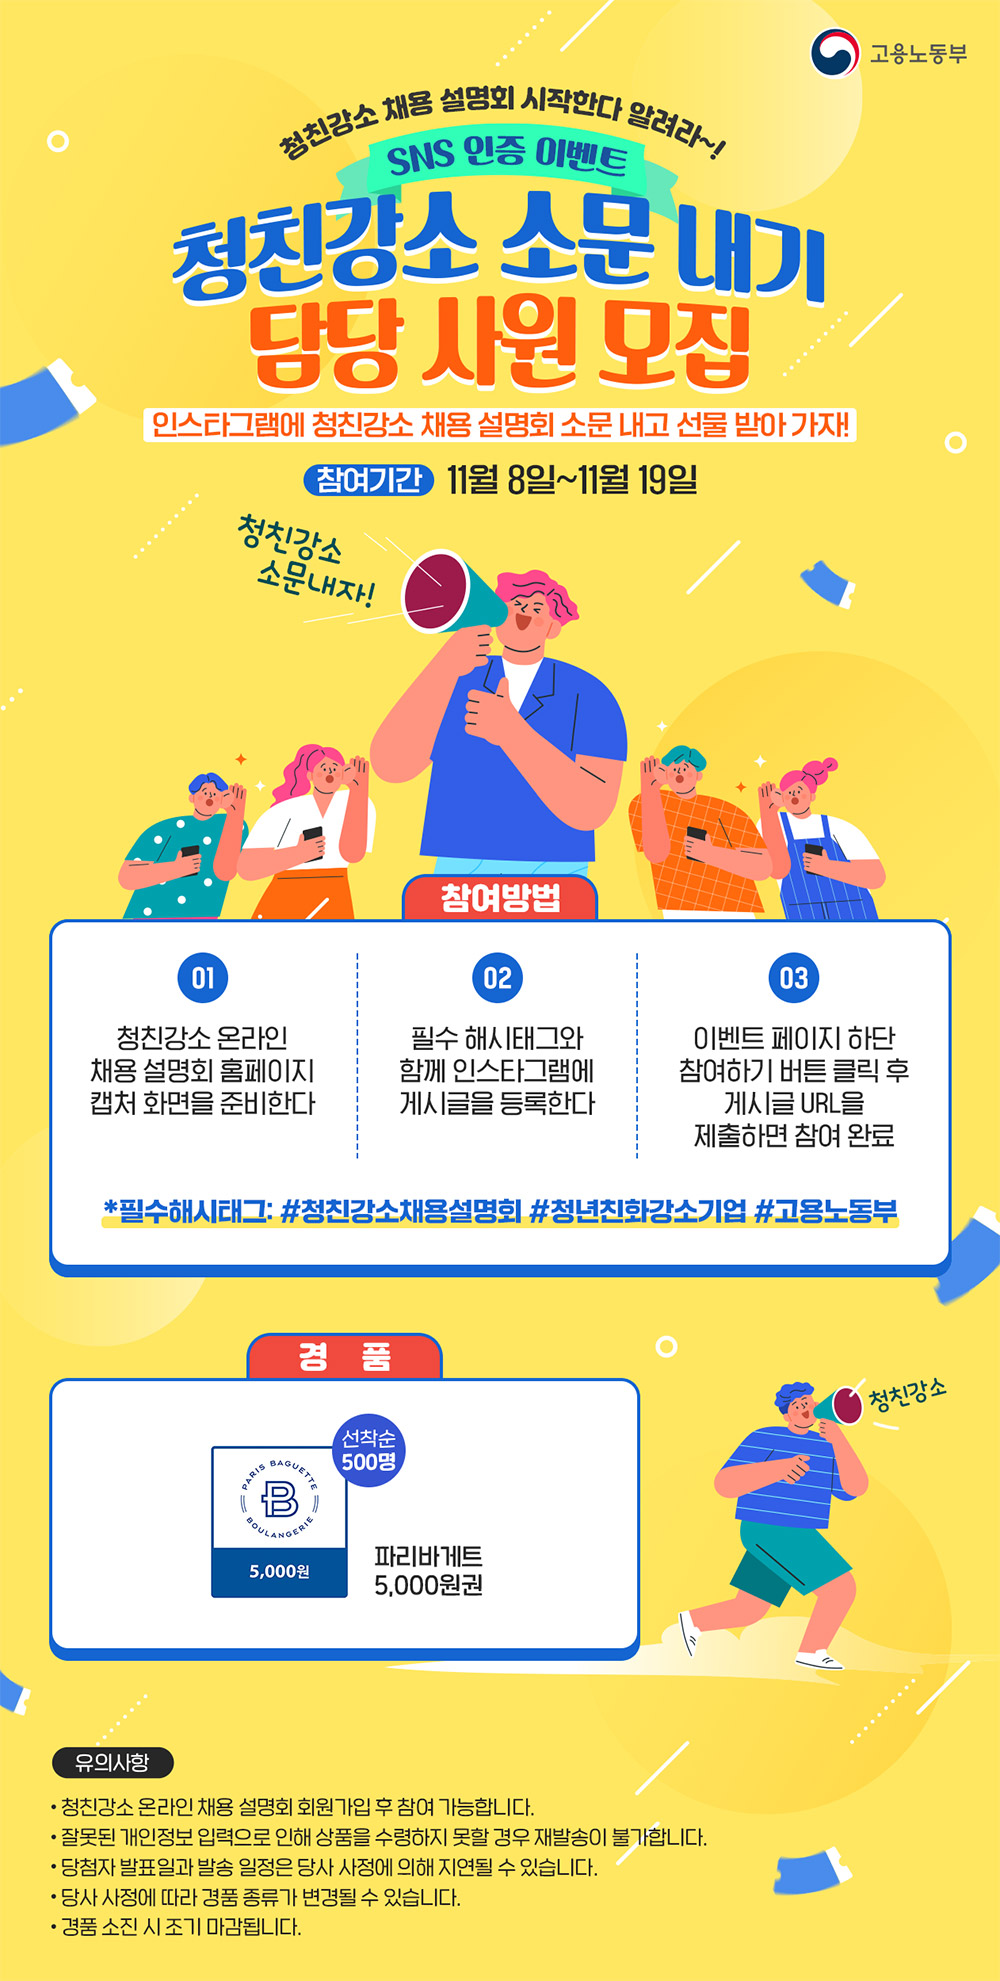 고용노동부
청친강소 채용 설명회 시작한다 알려라~!
SNS 인증 이벤트
청친강소 소문 내기
담당 사원 모집
인스타그램에 청친강소 채용 설명회 소문 내고 선물 받아 가자!
참여기간 11월 8일~11월 19일
청친강소
소문내자!
참여방법
01
청친강소 온라인
채용 설명회 홈페이지
캡처 화면을 준비한다
02
필수 해시태그와
함께 인스타그램에
게시글을 등록한다
03
이벤트 페이지 하단
참여하기 버튼 클릭 후
게시글 URL을
제출하면 참여 완료
*필수해시태그: #청친강소채용설명회 #청년친화강소기업 #고용노동부
경 품
선착순
500명
PARIS BAGUETTE
B
BOULANGERIE
5,000원
파리바게트
5,000원권
청친강소
유의사항
• 청친강소 온라인 채용 설명회 회원가입 후 참여 가능합니다.
• 잘못된 개인정보 입력으로 인해 상품을 수령하지 못할 경우 재발송이 불가합니다.
• 당첨자 발표일과 발송 일정은 당사 사정에 의해 지연될 수 있습니다.
• 당사 사정에 따라 경품 종류가 변경될 수 있습니다.
• 경품 소진 시 조기 마감됩니다.